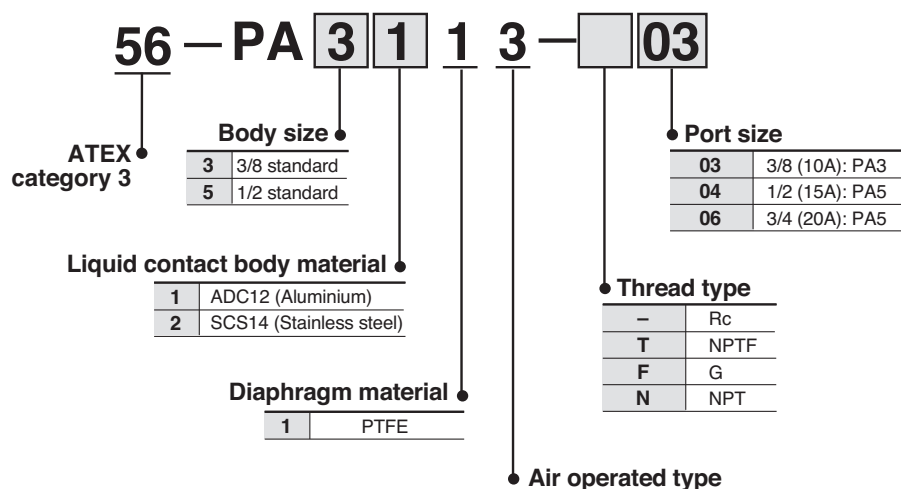 56 — PA 3 1 1 3 — 03
Body size
3 3/8 standard
5 1/2 standard
ATEX
category 3
Port size
03 3/8 (10A): PA3
04 1/2 (15A): PA5
06 3/4 (20A): PA5
Liquid contact body material
1 ADC12 (Aluminium)
2 SCS14 (Stainless steel)
Thread type
– Rc
T NPTF
F G
N NPT
Diaphragm material
1 PTFE
Air operated type